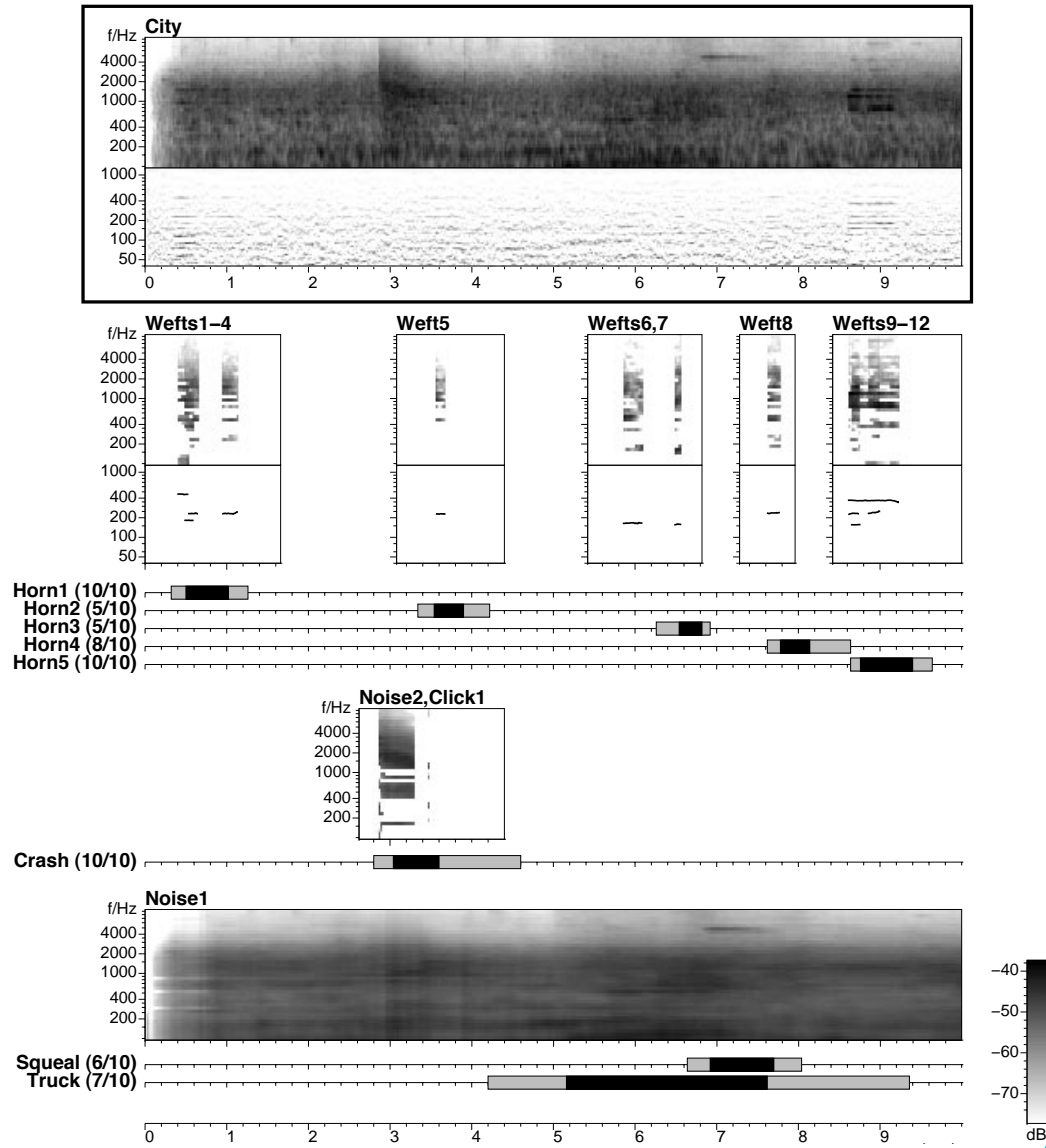 City
f/Hz
4000
2000
1000
400
200
1000
400
200
100
50
0 1 2 3 4 5 6 7 8 9
Wefts1–4 Weft5 Wefts6,7 Weft8 Wefts9–12
f/Hz
4000
2000
1000
400
200
1000
400
200
100
50
Horn1 (10/10)
Horn2 (5/10)
Horn3 (5/10)
Horn4 (8/10)
Horn5 (10/10)
Noise2,Click1
f/Hz
4000
2000
1000
400
200
Crash (10/10)
Noise1
f/Hz
4000
2000
1000
400
200
−40
−50
−60
−70
dB
Squeal (6/10)
Truck (7/10)
0 1 2 3 4 5 6 7 8 9